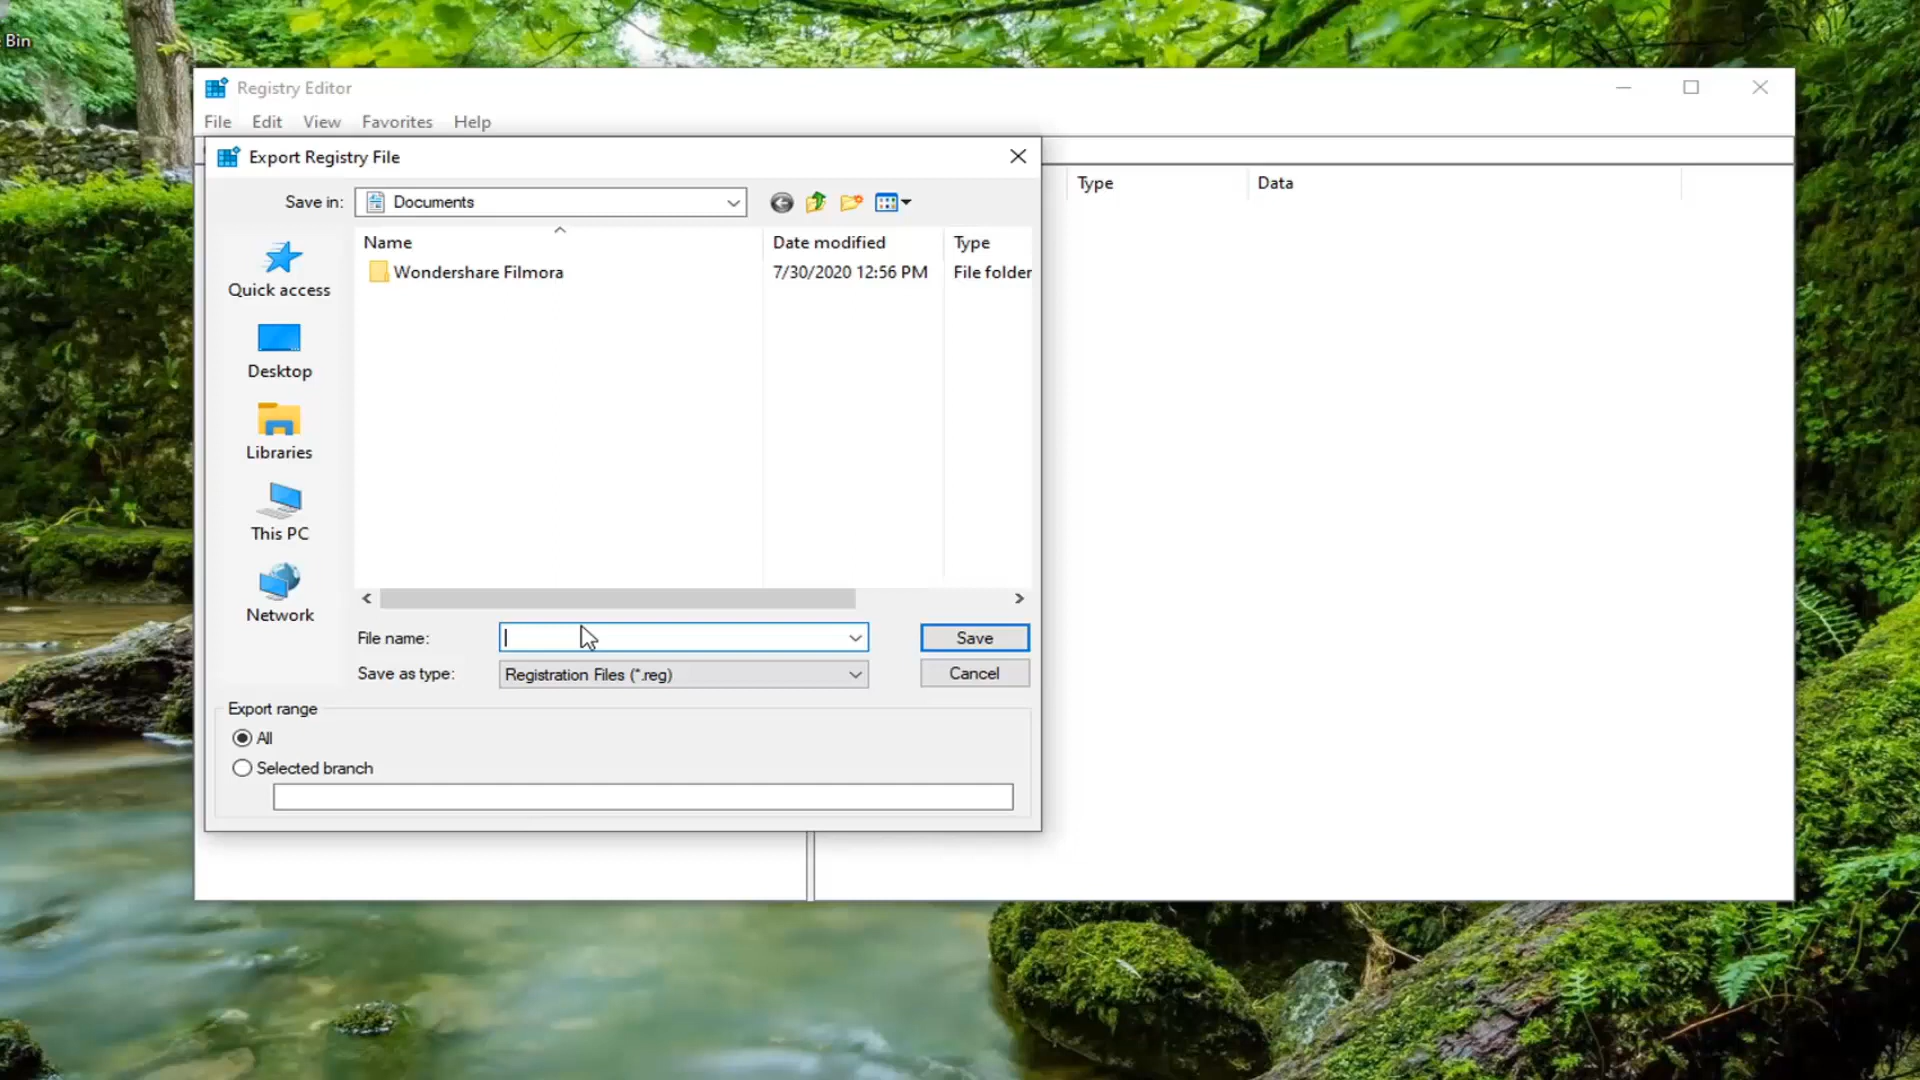 Bin
Registry Editor
File Edit View Favorites Help
Export Registry File
Save in: Documents
Type Data
Name Date modified Type
Wondershare Filmora 7/30/2020 12:56 PM File folder
Quick access
Desktop
Libraries
This PC
Network
File name: Save
Save as type: Registration Files (*.reg) Cancel
Export range
All
Selected branch